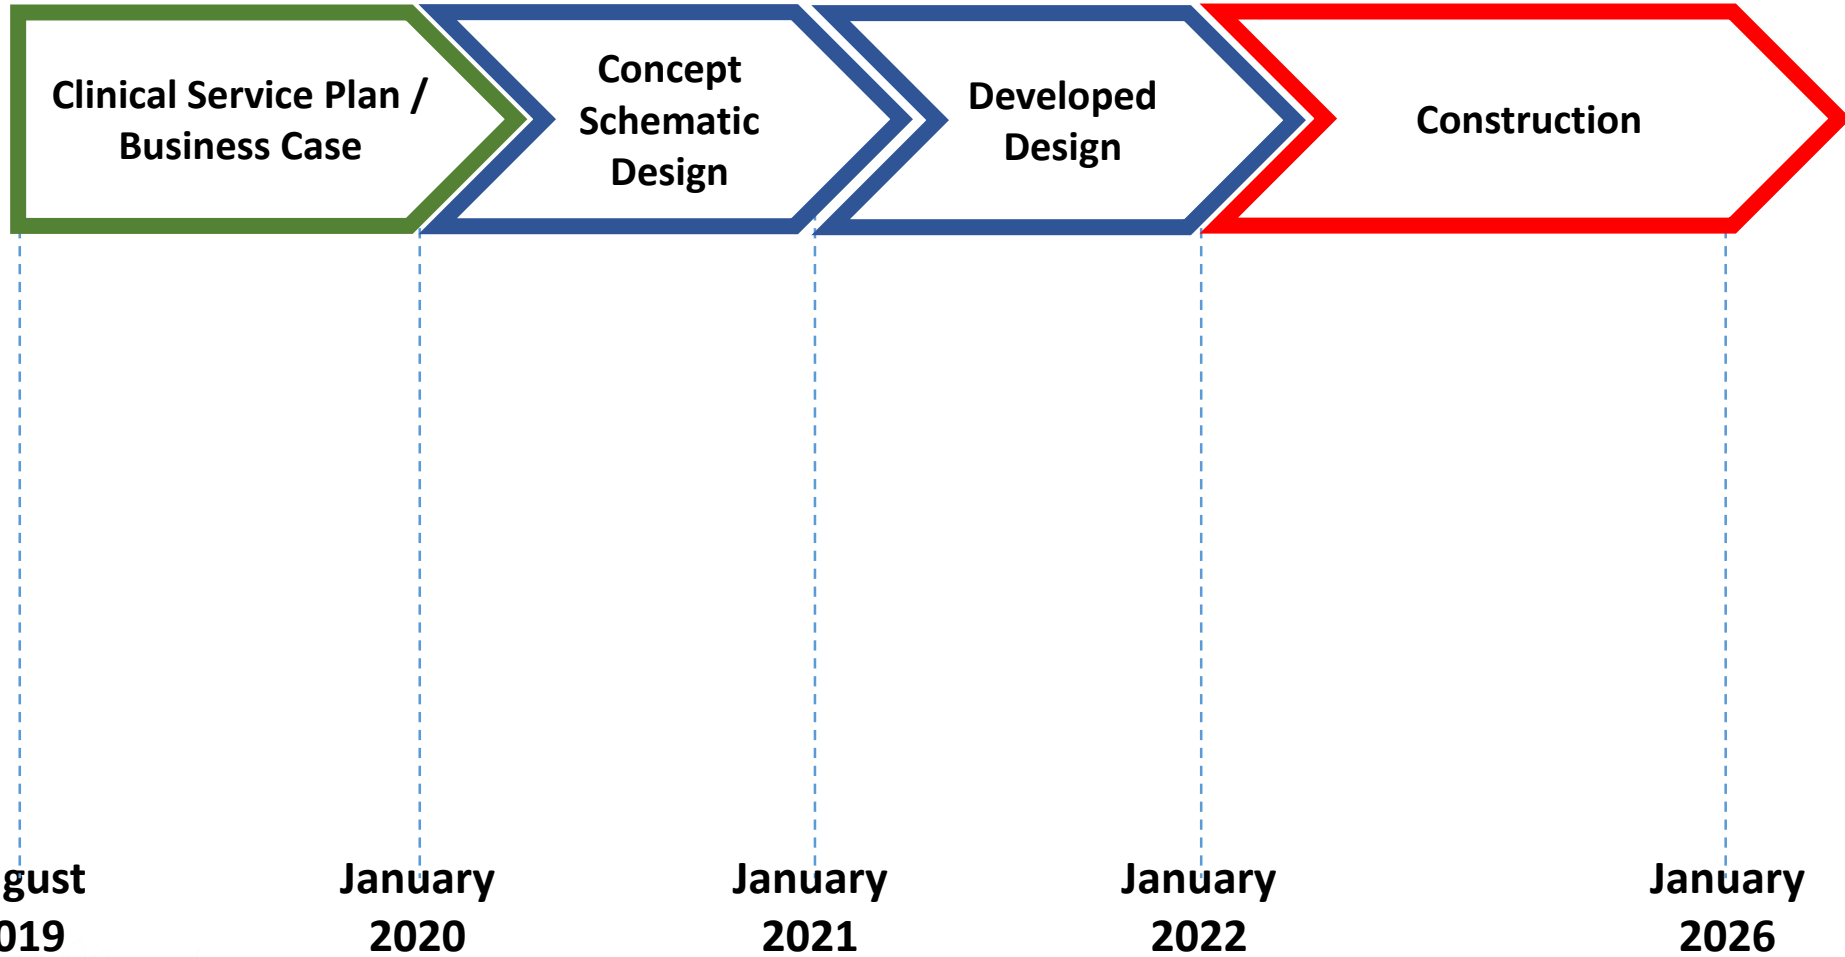 Clinical Service Plan /
Business Case
Concept
Schematic
Design
Developed
Design
Construction
gust
019
January
2020
January
2021
January
2022
January
2026